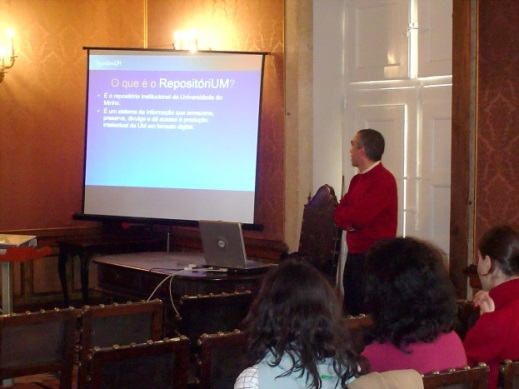 RepositóriUM
O que é o RepositóriUM?
• É o repositório institucional da Universidade do
Minho.
• É um sistema de informação que armazena,
preserva, divulga e dá acesso à produção
intelectual da UM em formato digital.